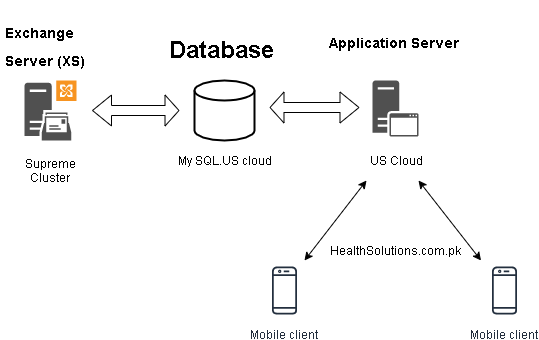 Exchange
Server (XS)
Database
Application Server
Supreme
Cluster
My SQL.US cloud
US Cloud
HealthSolutions.com.pk
Mobile client
Mobile client